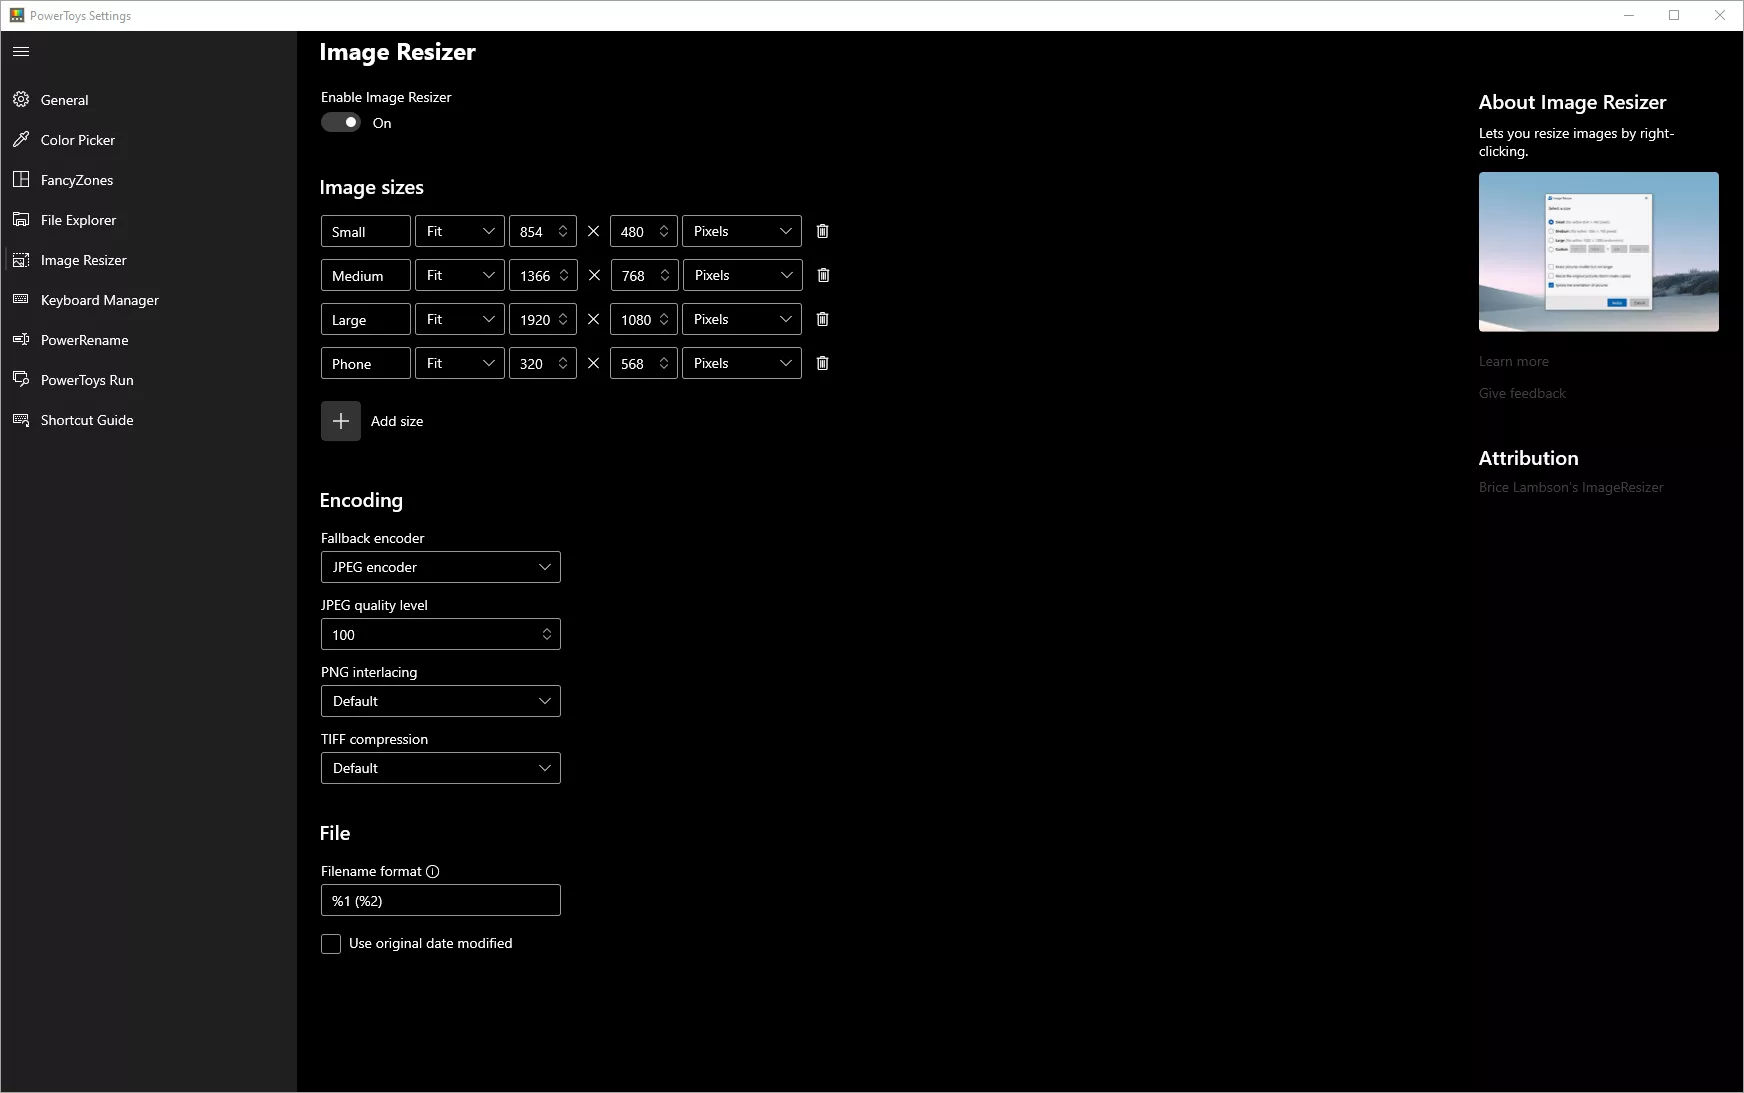 PowerToys Settings
General
Color Picker
FancyZones
File Explorer
Image Resizer
Keyboard Manager
PowerRename
PowerToys Run
Shortcut Guide
Image Resizer
Enable Image Resizer
On
Image sizes
Small Fit 854 480 Pixels
Medium Fit 1366 768 Pixels
Large Fit 1920 1080 Pixels
Phone Fit 320 568 Pixels
Add size
Encoding
Fallback encoder
JPEG encoder
JPEG quality level
100
PNG interlacing
Default
TIFF compression
Default
File
Filename format
%1 (%2)
Use original date modified
About Image Resizer
Lets you resize images by right-
clicking.
Image Resizer
Select a size
Learn more
Give feedback
Attribution
Brice Lambson's ImageResizer